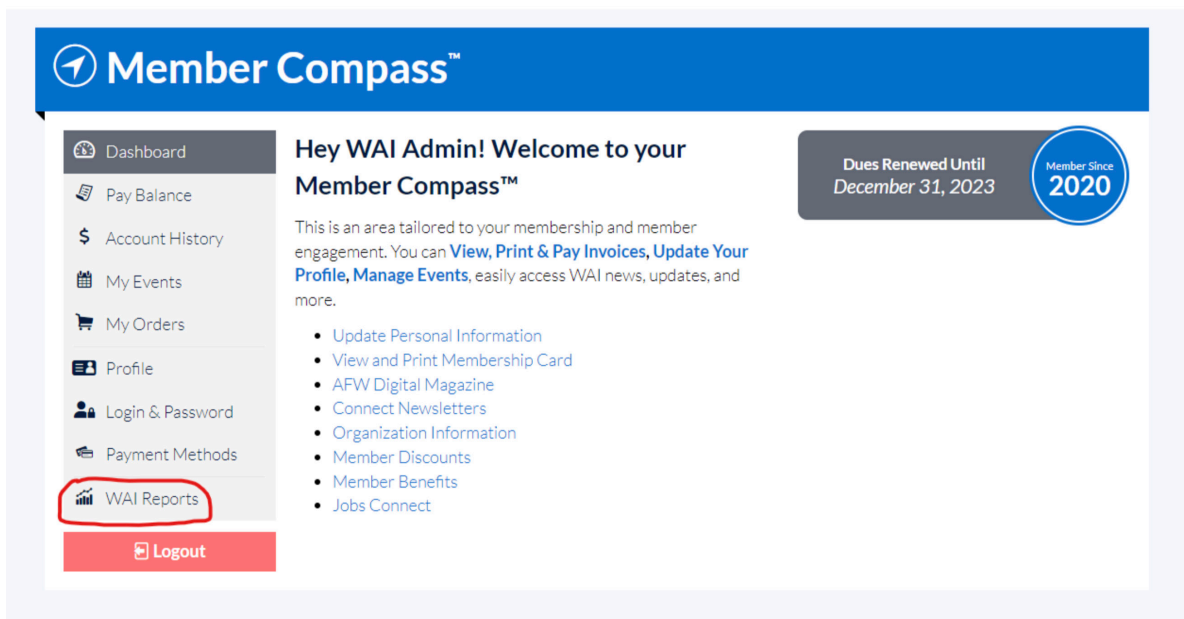 Member Compass™
Dashboard
Pay Balance
Account History
My Events
My Orders
Profile
Login & Password
Payment Methods
WAI Reports
Logout
Hey WAI Admin! Welcome to your
Member Compass™
This is an area tailored to your membership and member
engagement. You can View, Print & Pay Invoices, Update Your
Profile, Manage Events, easily access WAI news, updates, and
more.
• Update Personal Information
• View and Print Membership Card
• AFW Digital Magazine
• Connect Newsletters
• Organization Information
• Member Discounts
• Member Benefits
• Jobs Connect
Dues Renewed Until
December 31, 2023
Member Since
2020